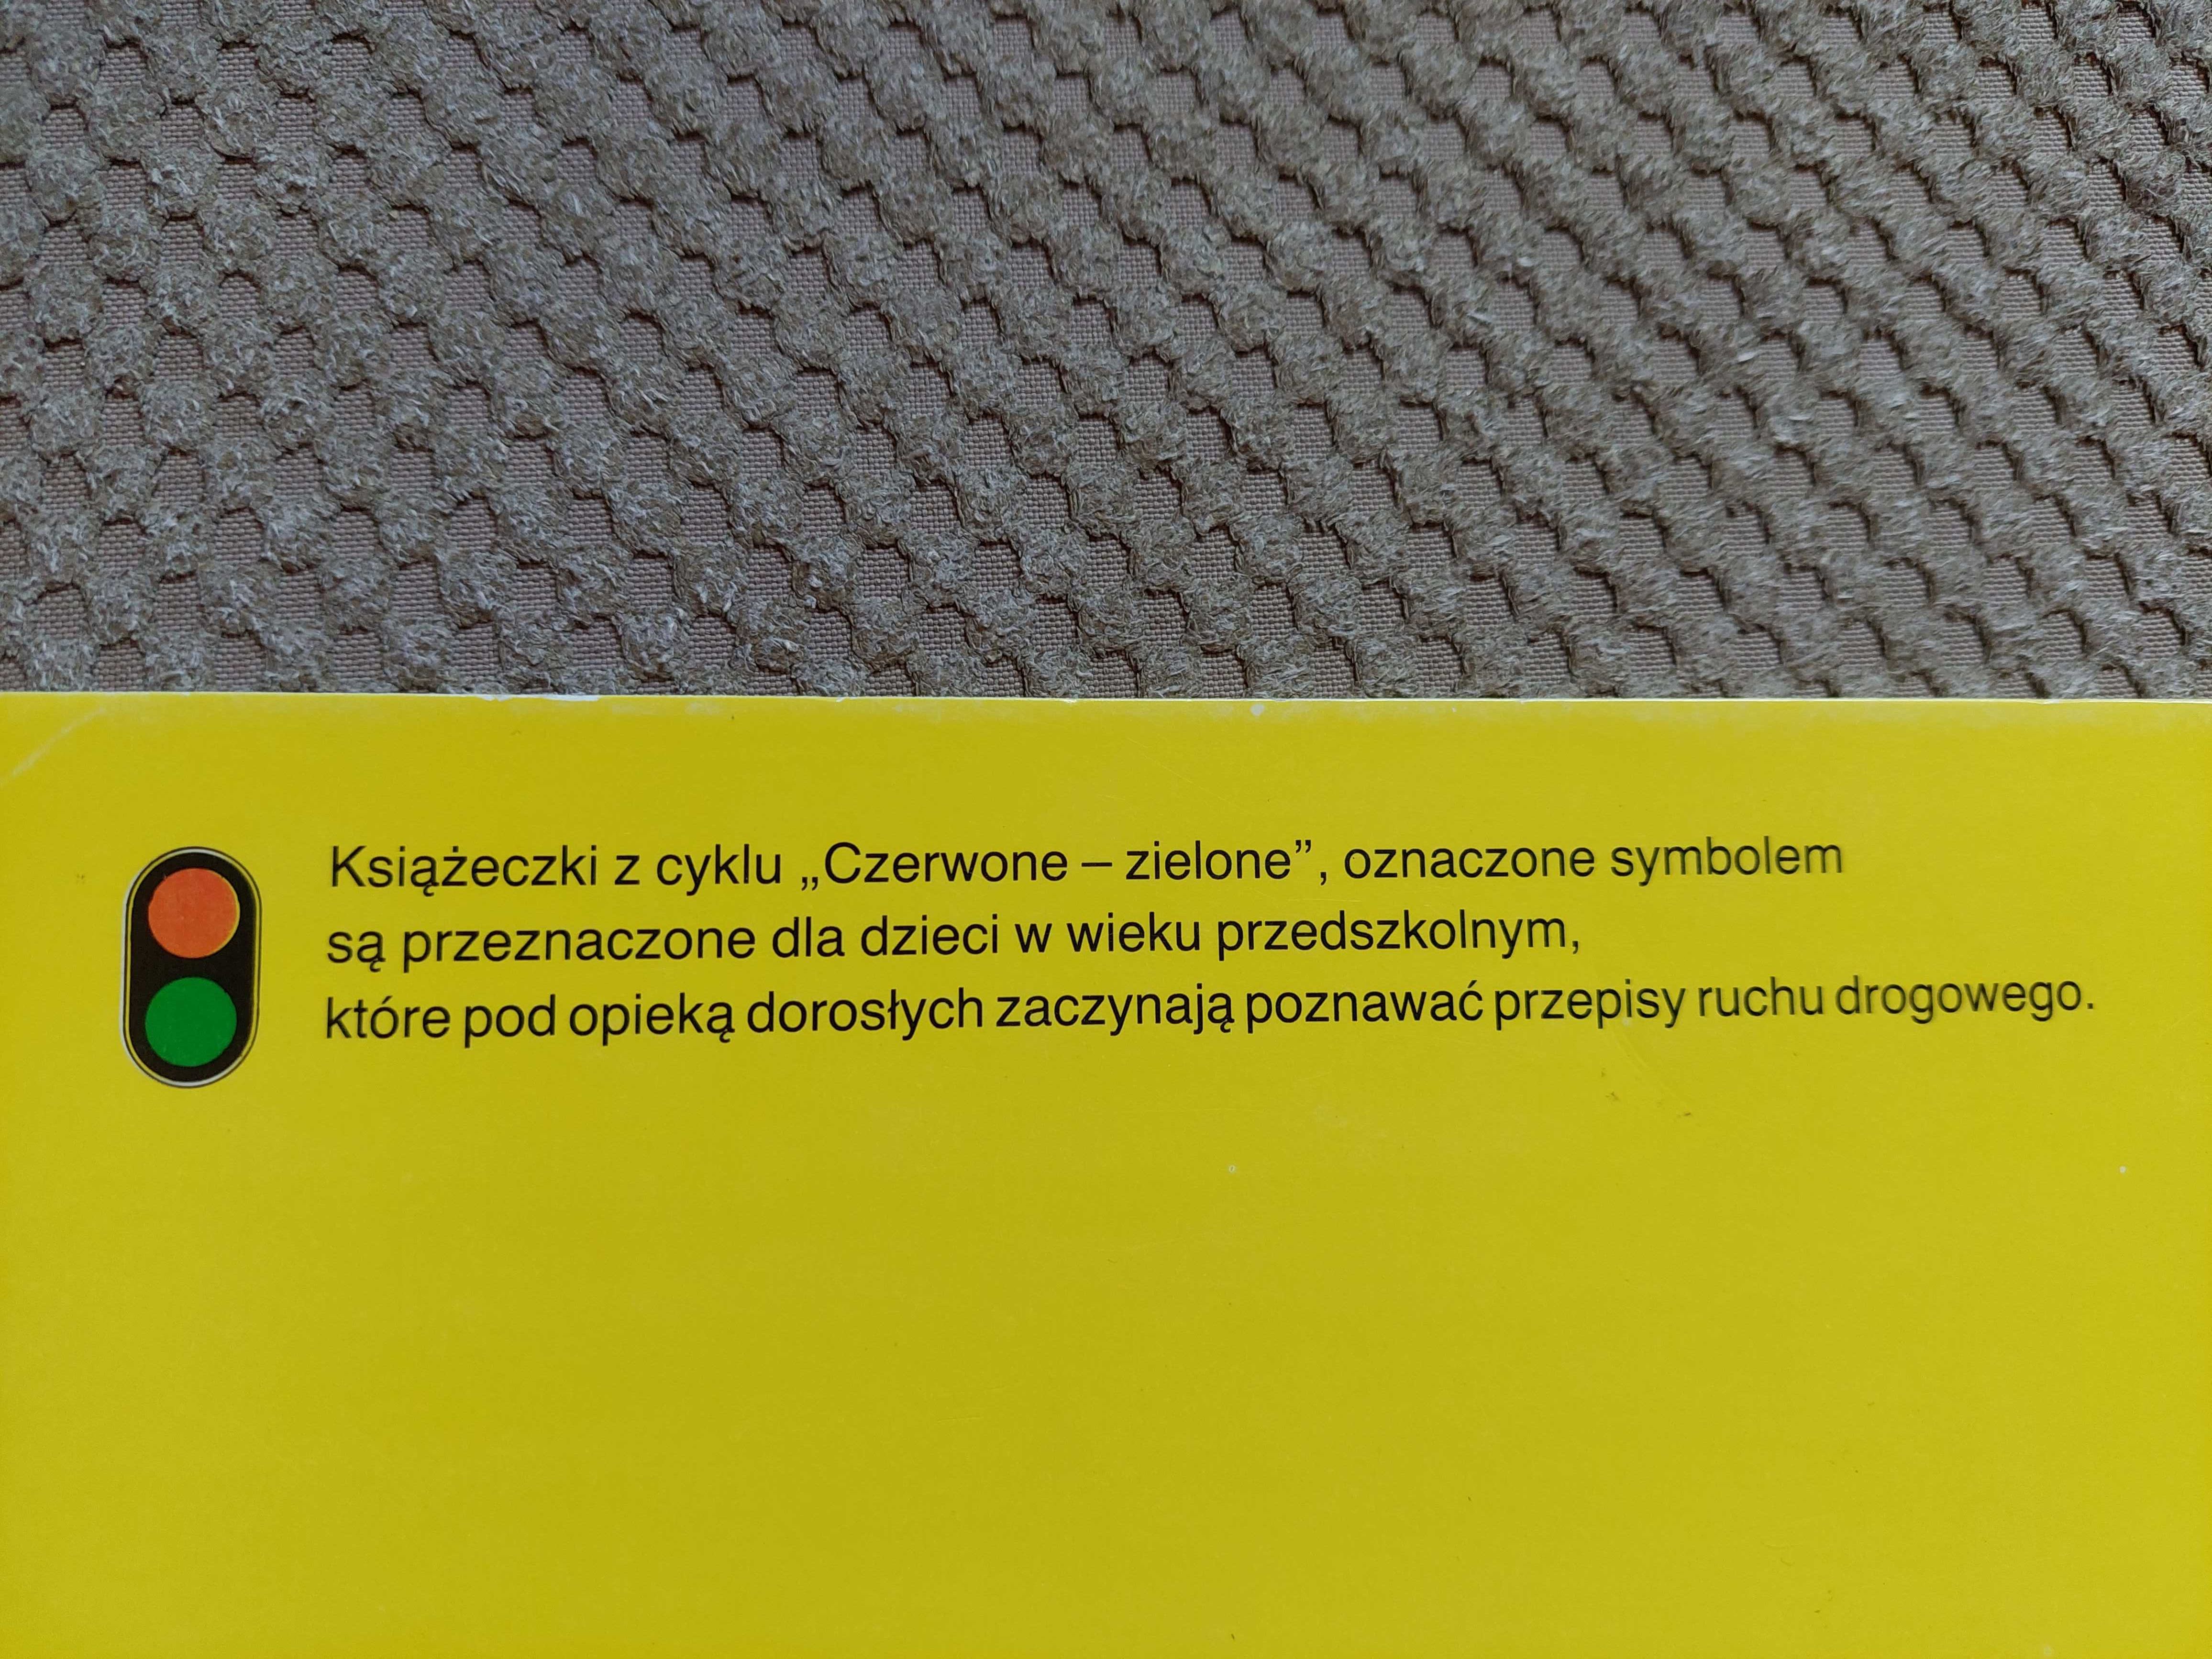 Książeczki z cyklu „Czerwone – zielone”, oznaczone symbolem
są przeznaczone dla dzieci w wieku przedszkolnym,
które pod opieką dorosłych zaczynają poznawać przepisy ruchu drogowego.